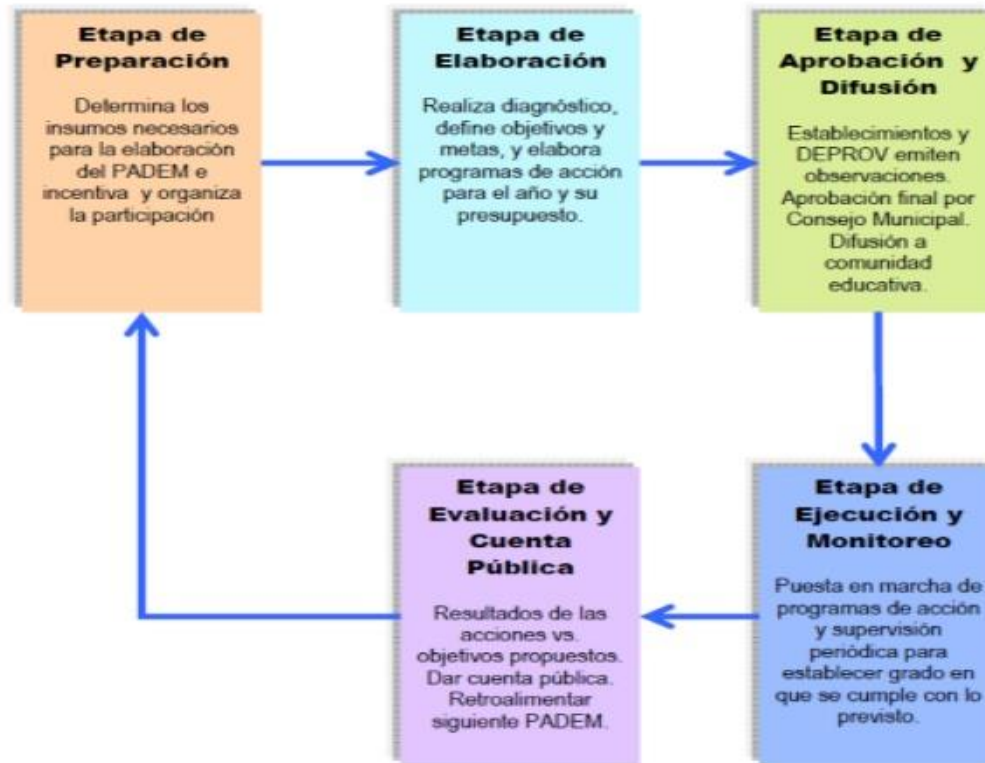 Etapa de
Preparación
Determina los
insumos necesarios
para la elaboración
del PADEM e
incentiva y organiza
la participación
Etapa de
Elaboración
Realiza diagnóstico,
define objetivos y
metas, y elabora
programas de acción
para el año y su
presupuesto.
Etapa de
Aprobación y
Difusión
Establecimientos y
DEPROV emiten
observaciones.
Aprobación final por
Consejo Municipal.
Difusión a
comunidad
educativa.
Etapa de
Ejecución y
Monitoreo
Puesta en marcha de
programas de acción
y supervisión
periódica para
establecer grado en
que se cumple con lo
previsto.
Etapa de
Evaluación y
Cuenta
Pública
Resultados de las
acciones vs.
objetivos propuestos.
Dar cuenta pública.
Retroalimentar
siguiente PADEM.